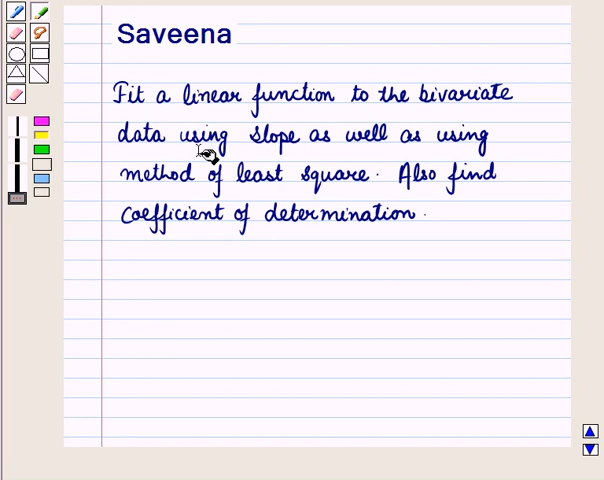 Saveena
Fit a linear function to the bivariate
data using slope as well as using
method of least square. Also find
coefficient of determination.